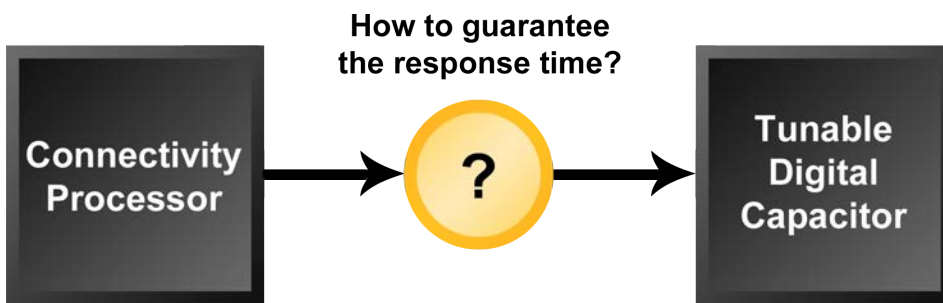 How to guarantee
the response time?
Connectivity
Processor
?
Tunable
Digital
Capacitor